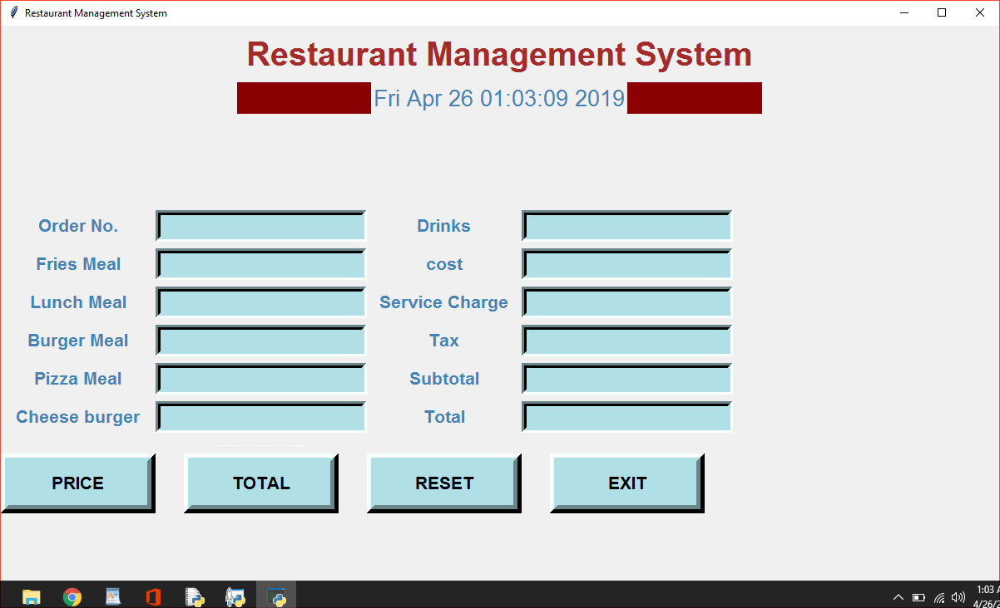 Restaurant Management System
Restaurant Management System
Fri Apr 26 01:03:09 2019
Order No. Drinks
Fries Meal cost
Lunch Meal Service Charge
Burger Meal Tax
Pizza Meal Subtotal
Cheese burger Total
PRICE TOTAL RESET EXIT
1:03 A
4/26/2